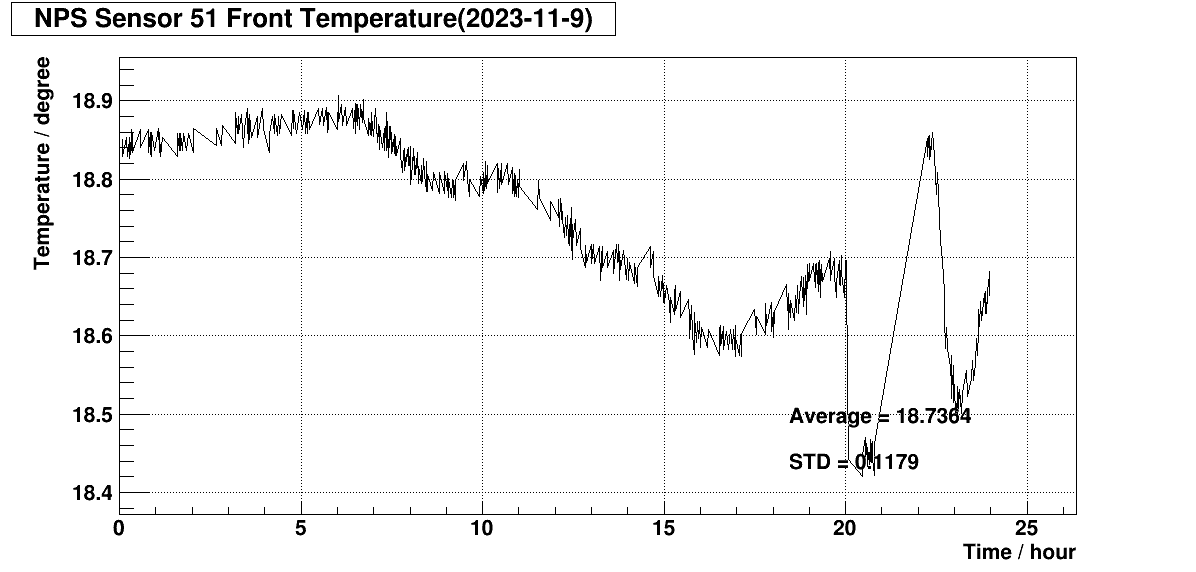 NPS Sensor 51 Front Temperature(2023-11-9)
Temperature / degree
18.9
18.8
18.7
18.6
18.5
18.4
Average = 18.7364
STD = 0.1179
0 5 10 15 20 25
Time / hour